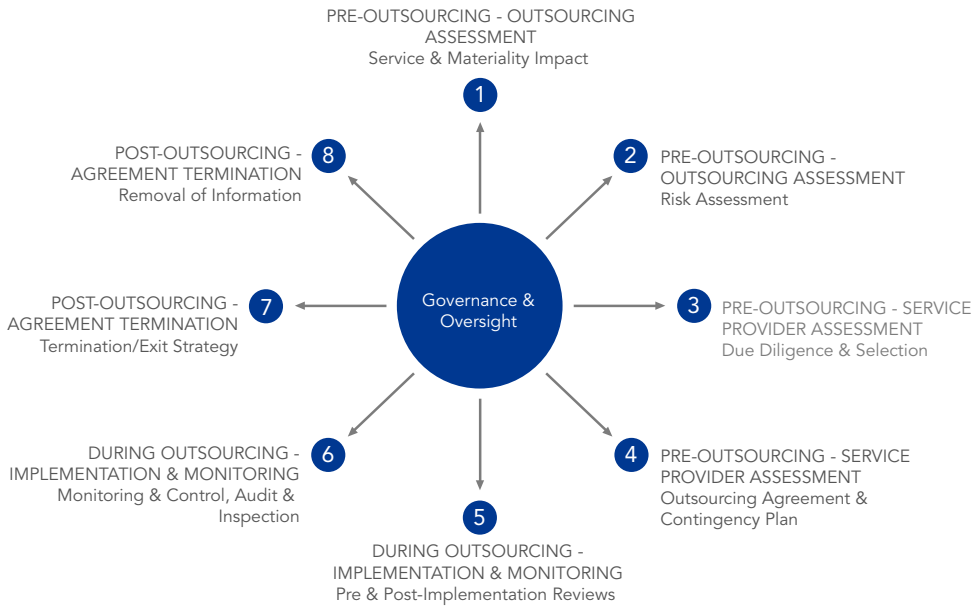 PRE-OUTSOURCING - OUTSOURCING
ASSESSMENT
Service & Materiality Impact
1
2
PRE-OUTSOURCING -
OUTSOURCING ASSESSMENT
Risk Assessment
3
PRE-OUTSOURCING - SERVICE
PROVIDER ASSESSMENT
Due Diligence & Selection
4
PRE-OUTSOURCING - SERVICE
PROVIDER ASSESSMENT
Outsourcing Agreement &
Contingency Plan
5
DURING OUTSOURCING -
IMPLEMENTATION & MONITORING
Pre & Post-Implementation Reviews
6
DURING OUTSOURCING -
IMPLEMENTATION & MONITORING
Monitoring & Control, Audit &
Inspection
7
POST-OUTSOURCING -
AGREEMENT TERMINATION
Termination/Exit Strategy
8
POST-OUTSOURCING -
AGREEMENT TERMINATION
Removal of Information
Governance &
Oversight